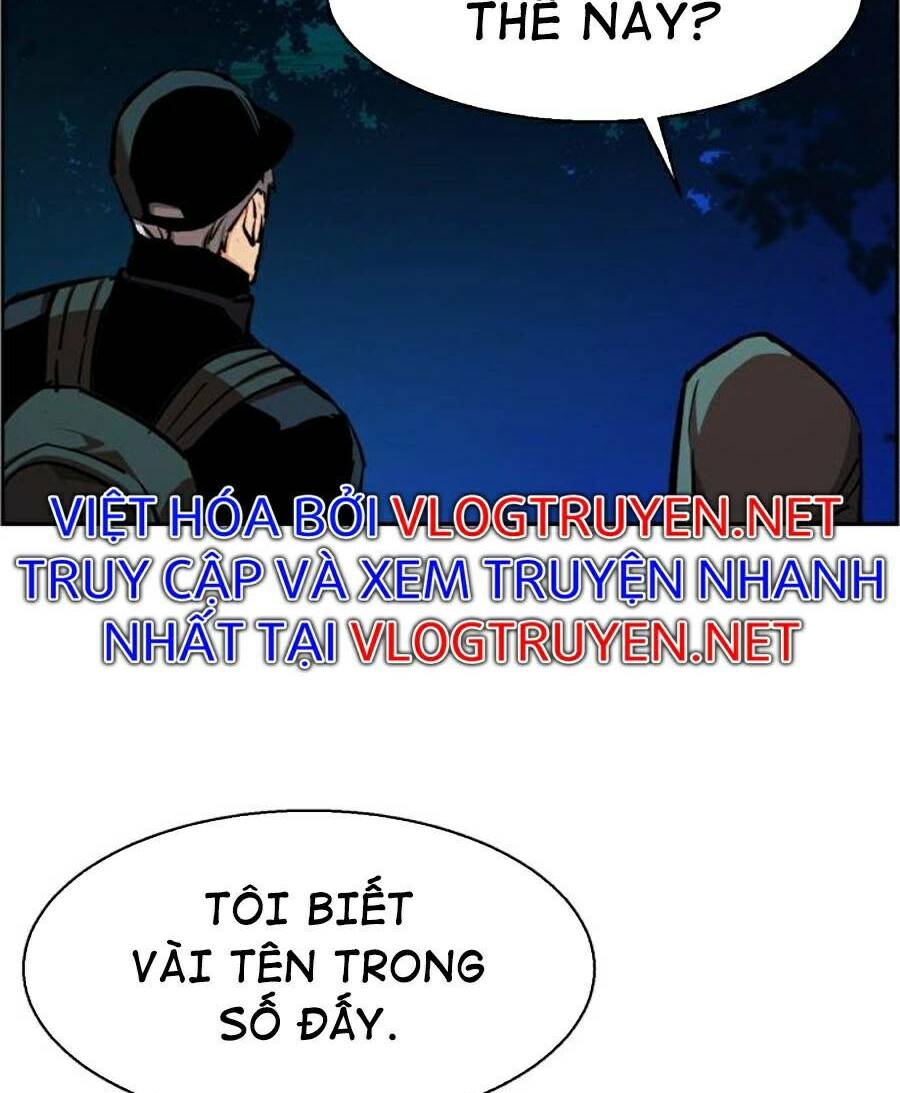 THẾ NÀY?
VIỆT HÓA BỞI VLOGTRUYEN.NET
TRUY CẬP VÀ XEM TRUYỆN NHANH
NHẤT TẠI VLOGTRUYEN.NET
TÔI BIẾT
VÀI TÊN TRONG
SỐ ĐẤY.